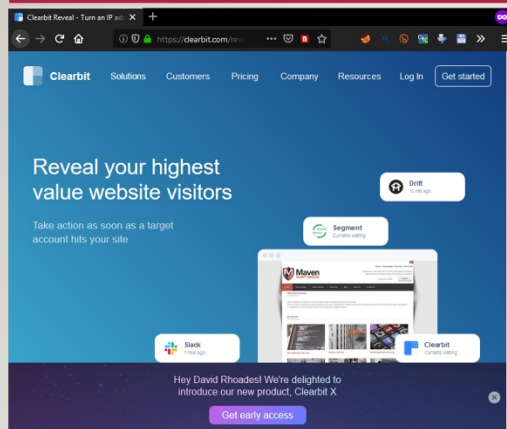 Clearbit Reveal - Turn an IP add
https://clearbit.com/rev
Clearbit
Solutions
Customers
Pricing
Company
Resources
Log In
Get started
Reveal your highest
value website visitors
Take action as soon as a target
account hits your site
Drift
10 min ago
Segment
Currently visiting
Maven
Slack
1 hour ago
Clearbit
Currently visiting
Hey David Rhoades! We're delighted to
introduce our new product, Clearbit X
Get early access